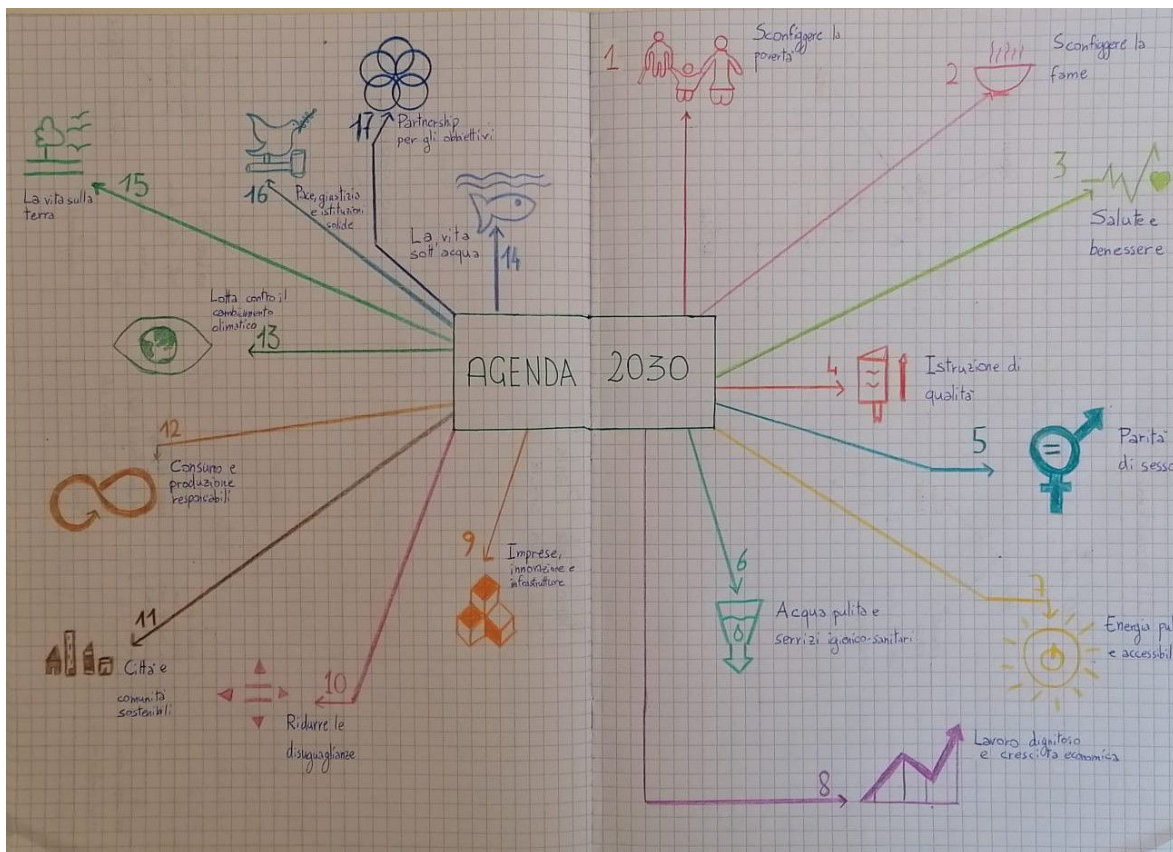 AGENDA 2030
1
Sconfiggere la
povertà
2
Sconfiggere la
fame
3
Salute e
benessere
4
Istruzione di
qualità
5
Parità
di sesso
6
Acqua pulita e
servizi igienico-sanitari
7
Energia pu
e accessibil
8
Lavoro dignitoso
e crescita economica
9
Imprese,
innovazione e
infrastrutture
10
Ridurre le
disuguaglianze
11
Città e
comunità
sostenibili
12
Consumo e
produzione
responsabili
13
Lotta contro il
cambiamento
climatico
14
La vita
sott'acqua
15
La vita sulla
terra
16
Pace, giustizia
e istituzioni
solide
17
Partnership
per gli obbiettivi